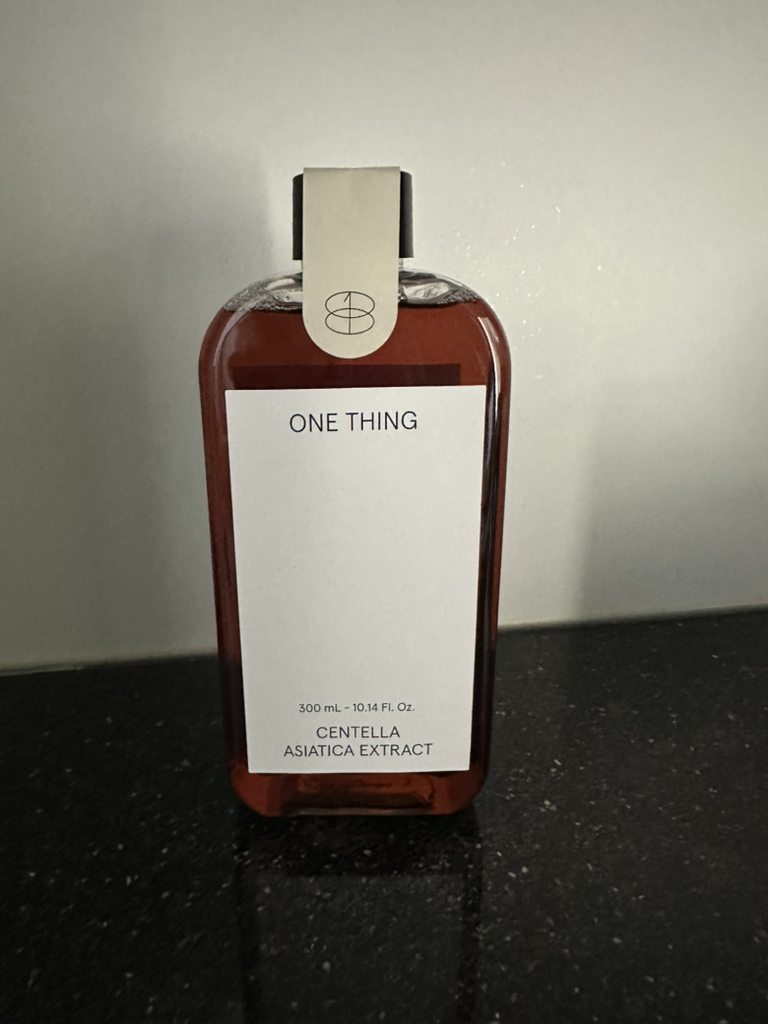 ONE THING
300 mL - 10.14 Fl. Oz.
CENTELLA
ASIATICA EXTRACT